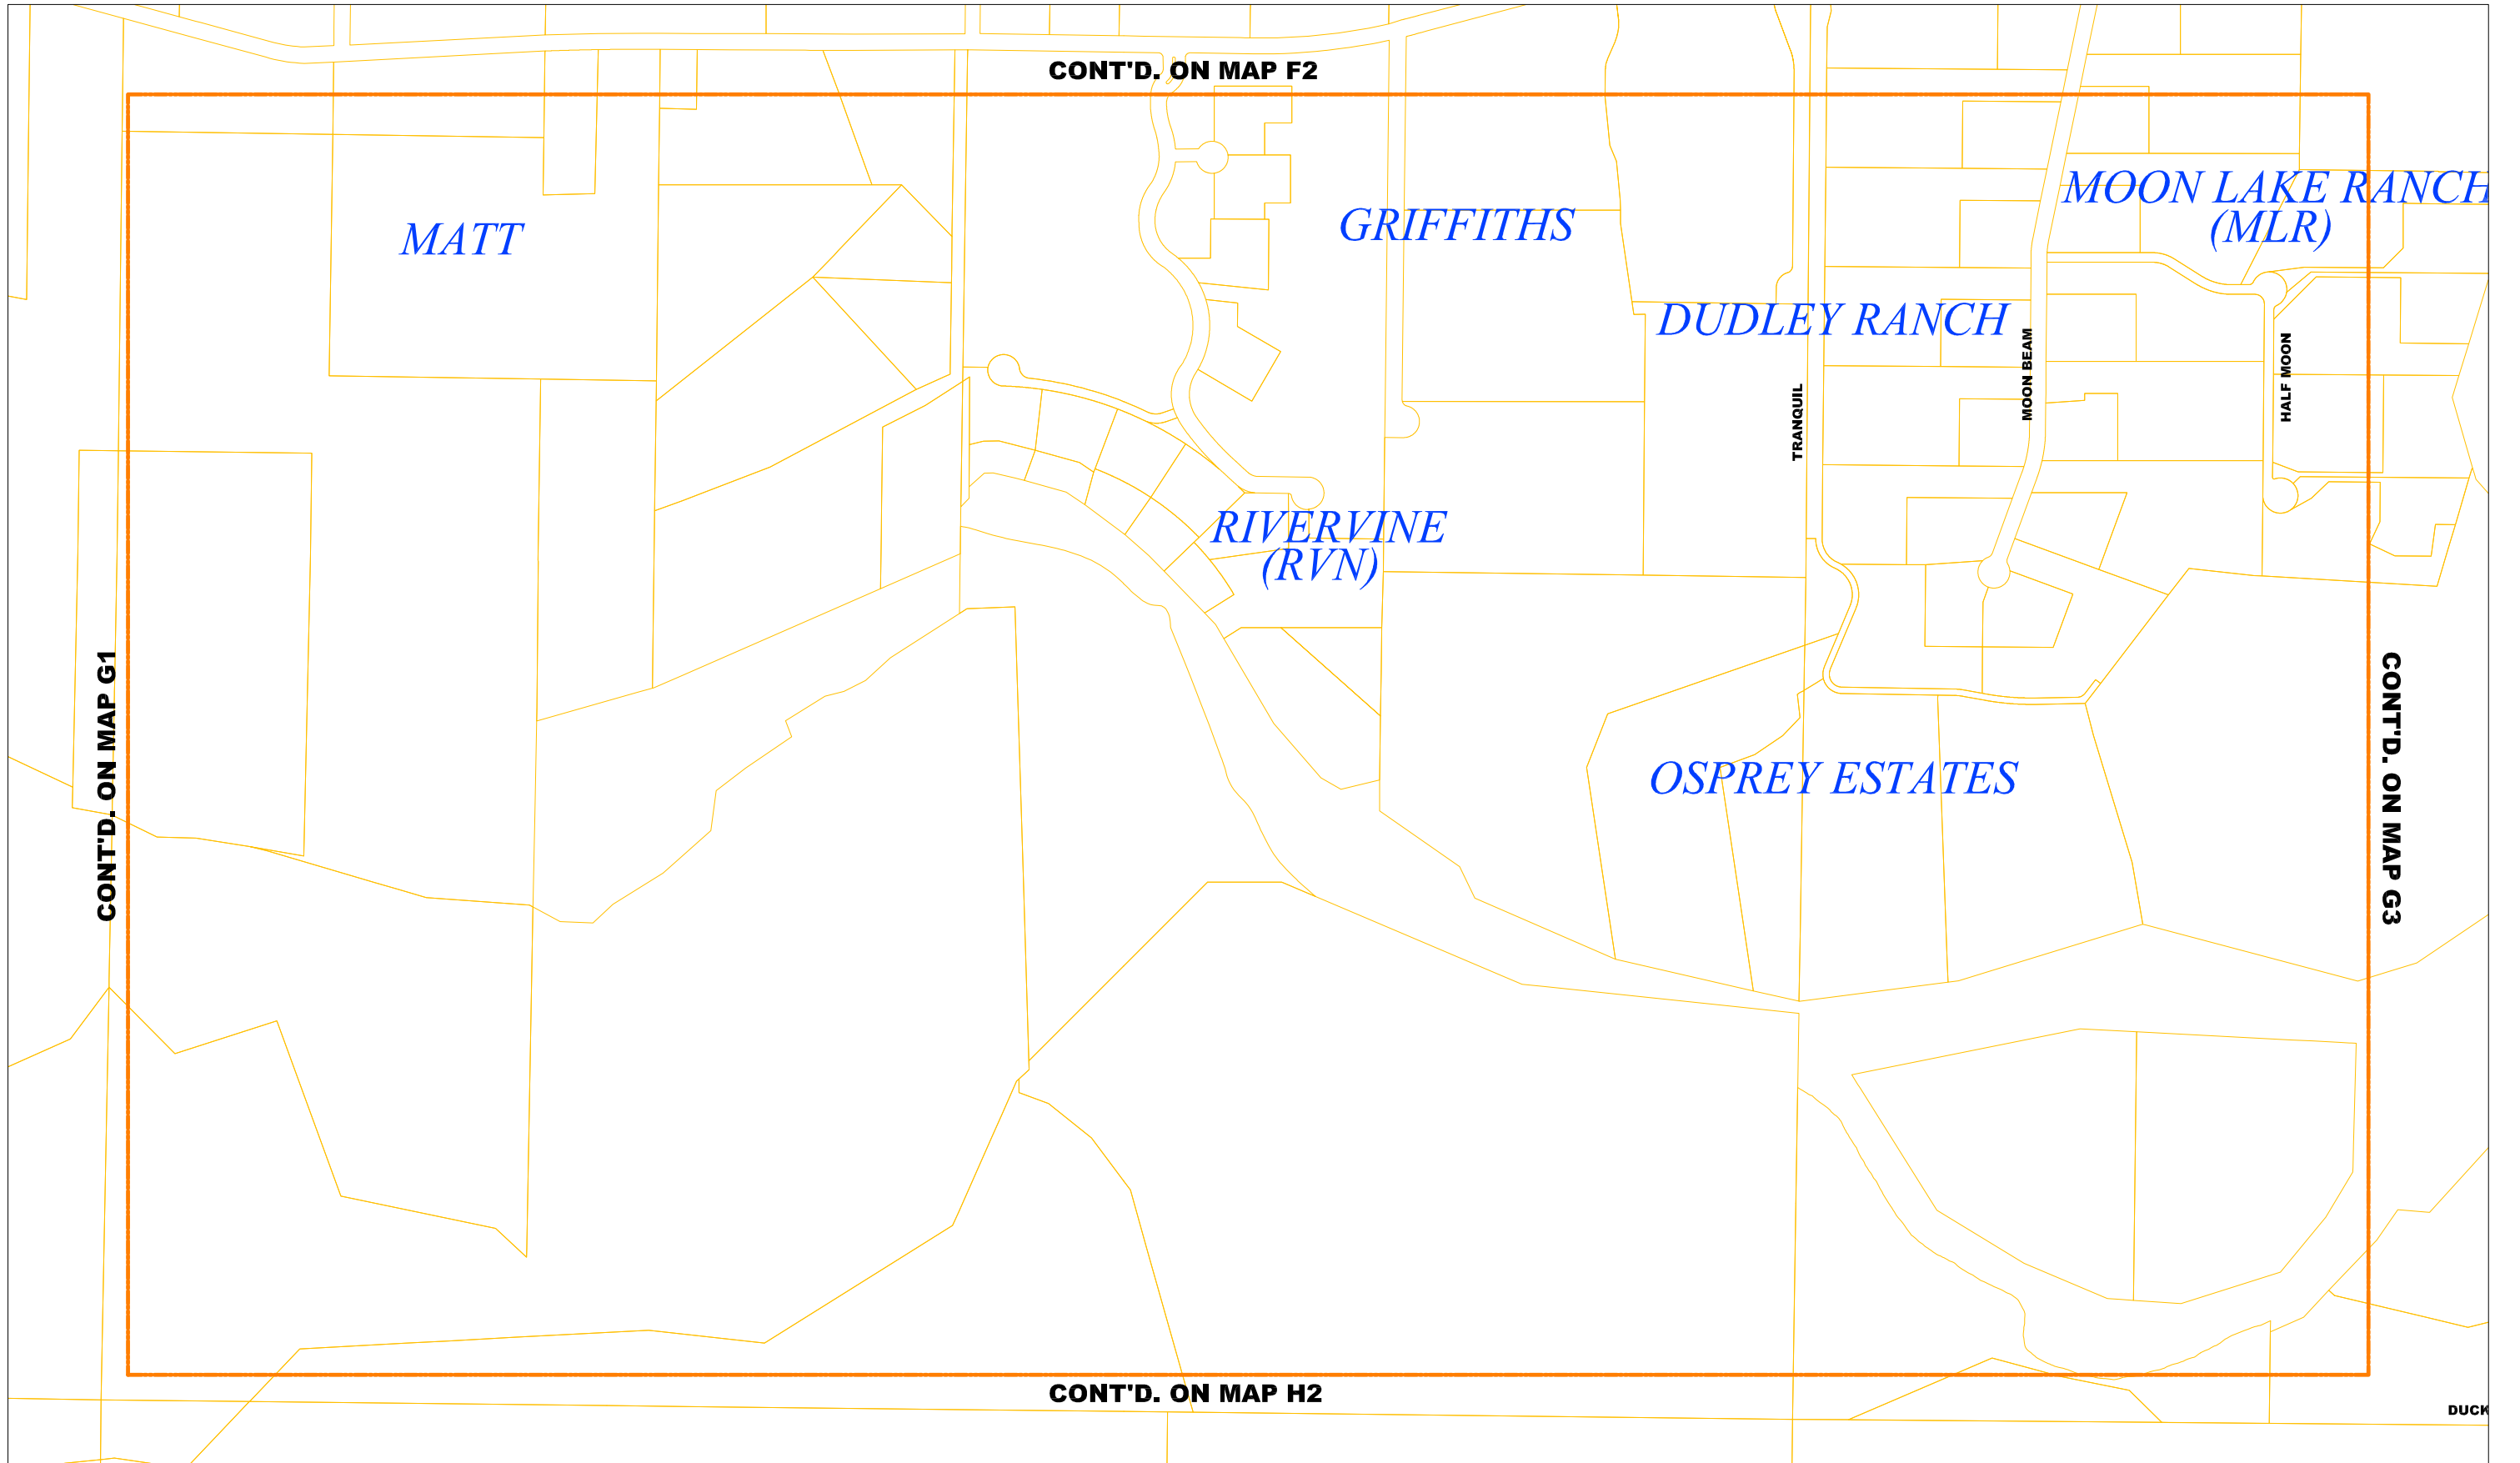 CONT'D. ON MAP F2
MOON LAKE RANCH
(MLR)
MATT
GRIFFITHS
DUDLEY RANCH
MOON BEAM
HALF MOON
TRANQUIL
RIVERVINE
(RVN)
CONT'D. ON MAP G1
CONT'D. ON MAP G3
OSPREY ESTATES
CONT'D. ON MAP H2
DUCK